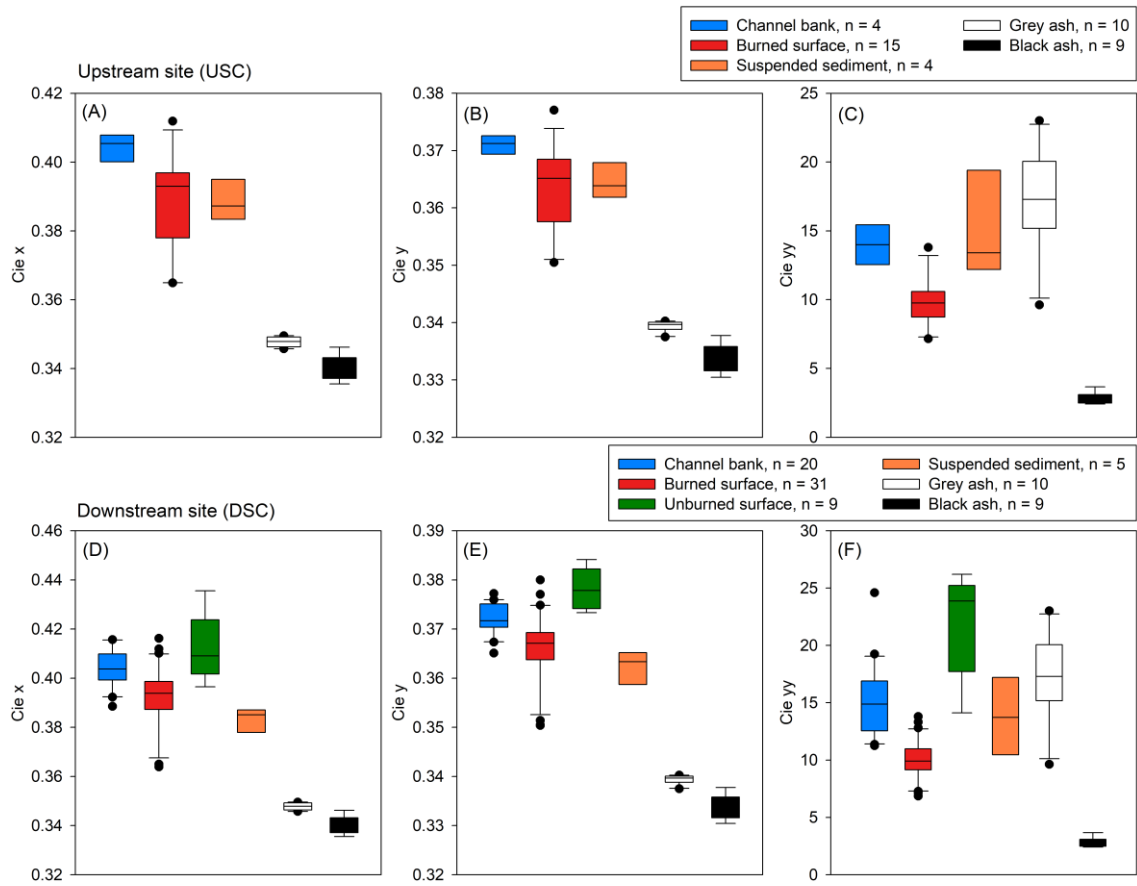 Channel bank, n = 4
Grey ash, n = 10
Burned surface, n = 15
Black ash, n = 9
Suspended sediment, n = 4
Upstream site (USC)
(A)
0.42
0.40
0.38
0.36
0.34
0.32
Cie x
(B)
0.38
0.37
0.36
0.35
0.34
0.33
0.32
Cie y
(C)
25
20
15
10
5
0
Cie yy
Channel bank, n = 20
Suspended sediment, n = 5
Burned surface, n = 31
Grey ash, n = 10
Unburned surface, n = 9
Black ash, n = 9
Downstream site (DSC)
(D)
0.46
0.44
0.42
0.40
0.38
0.36
0.34
0.32
Cie x
(E)
0.39
0.38
0.37
0.36
0.35
0.34
0.33
0.32
Cie y
(F)
30
25
20
15
10
5
0
Cie yy